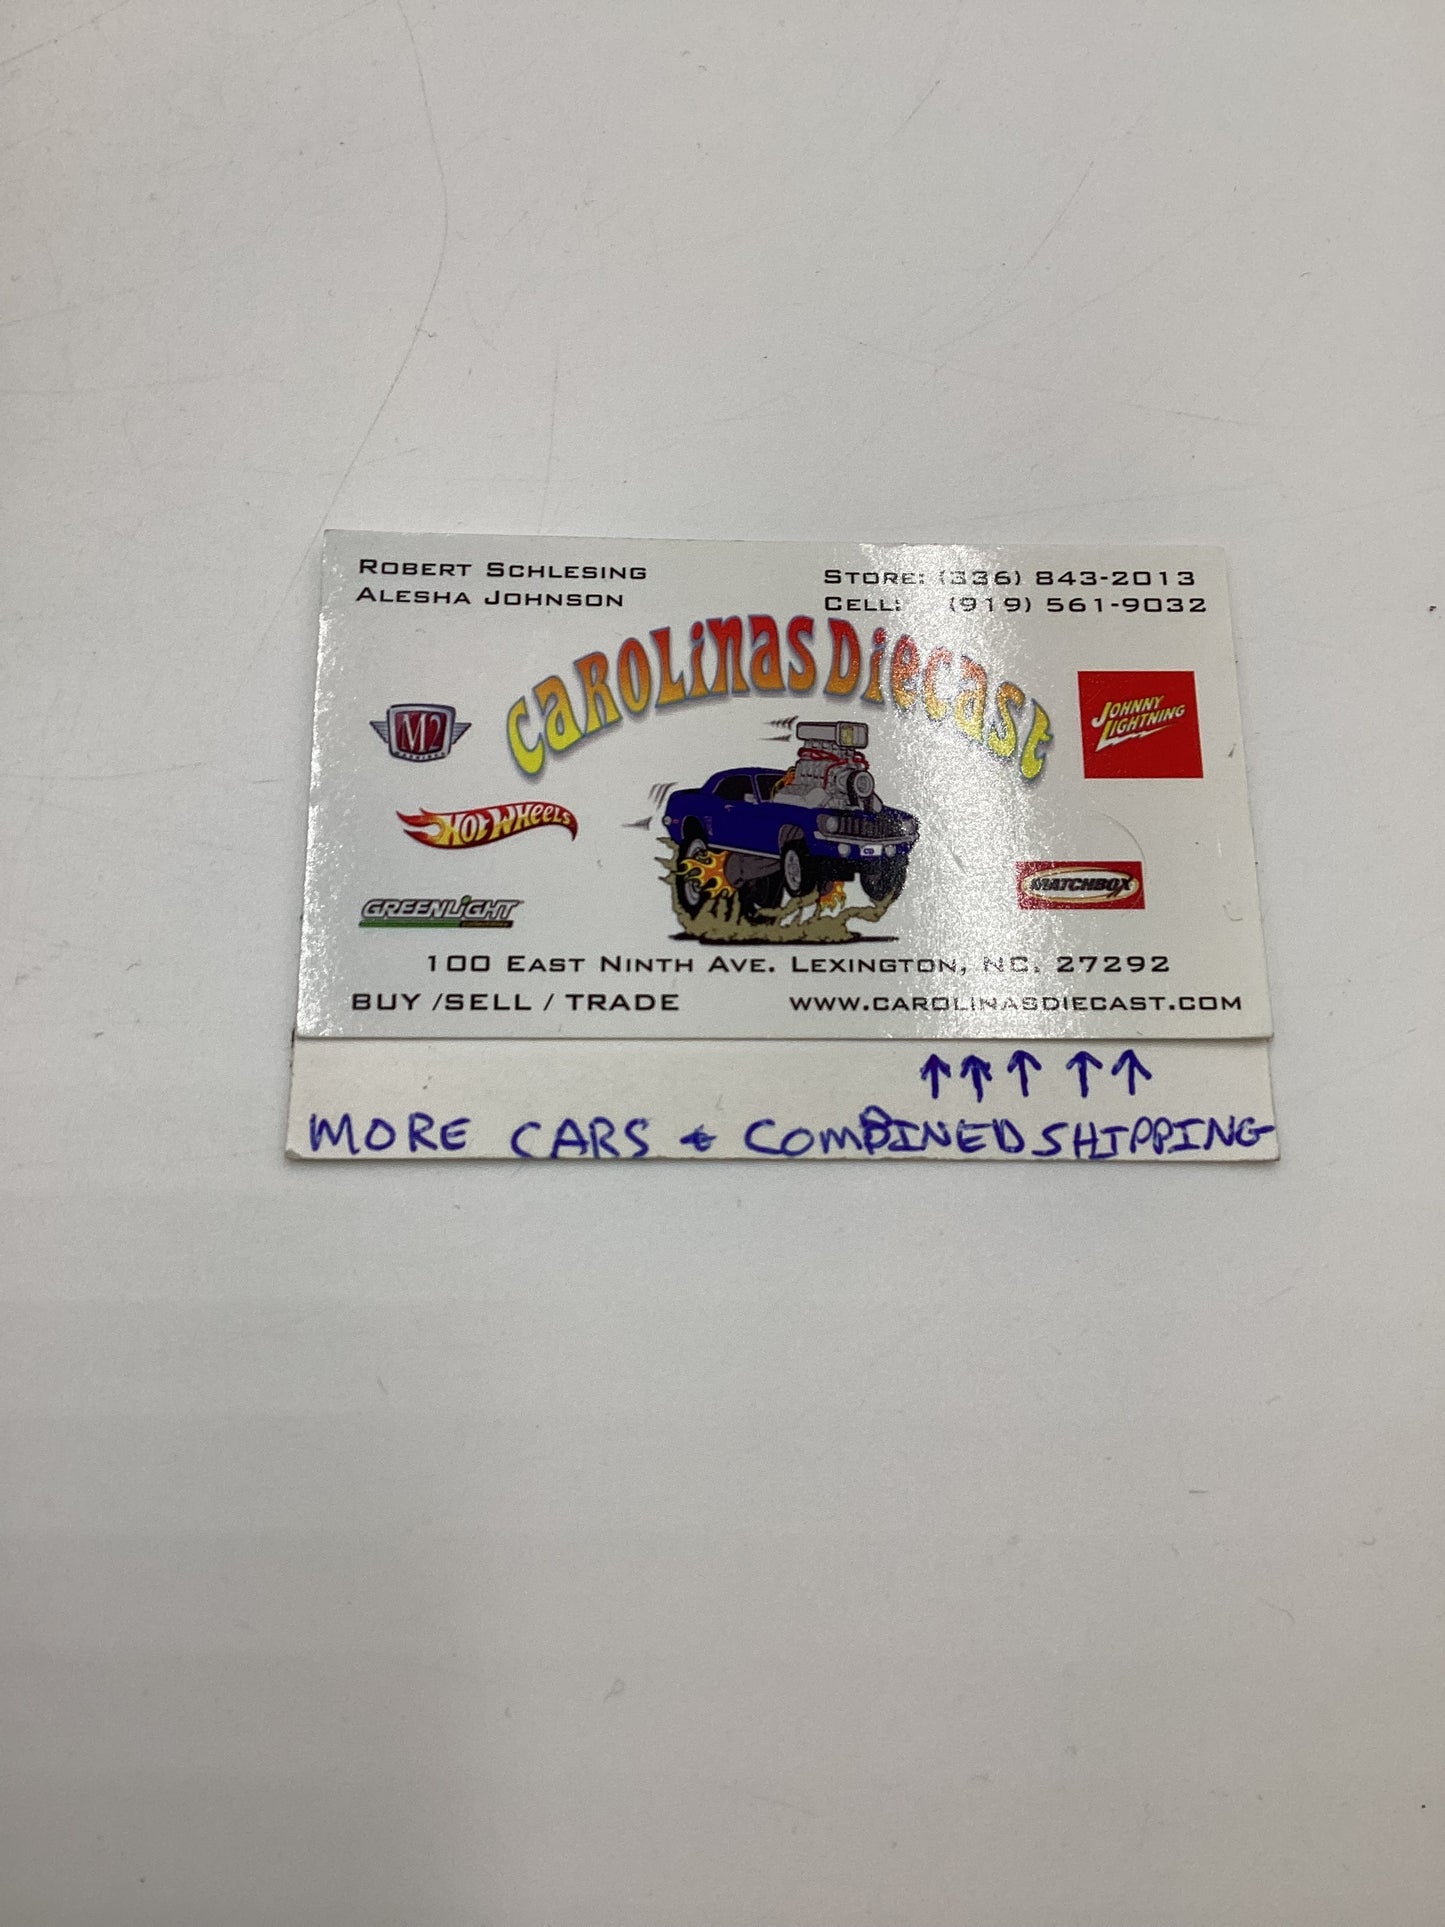 ROBERT SCHLESING
ALESHA JOHNSON
STORE: (336) 843-2013
CELL: (919) 561-9032
CAROLINAS DIECAST
M2
JOHNNY
LIGHTNING
HOT WHEELS
MATCHBOX
GREENLIGHT
CD
100 EAST NINTH AVE. LEXINGTON, NC. 27292
BUY /SELL / TRADE
WWW.CAROLINASDIECAST.COM
↑↑↑ ↑↑
MORE CARS & COMBINED SHIPPING